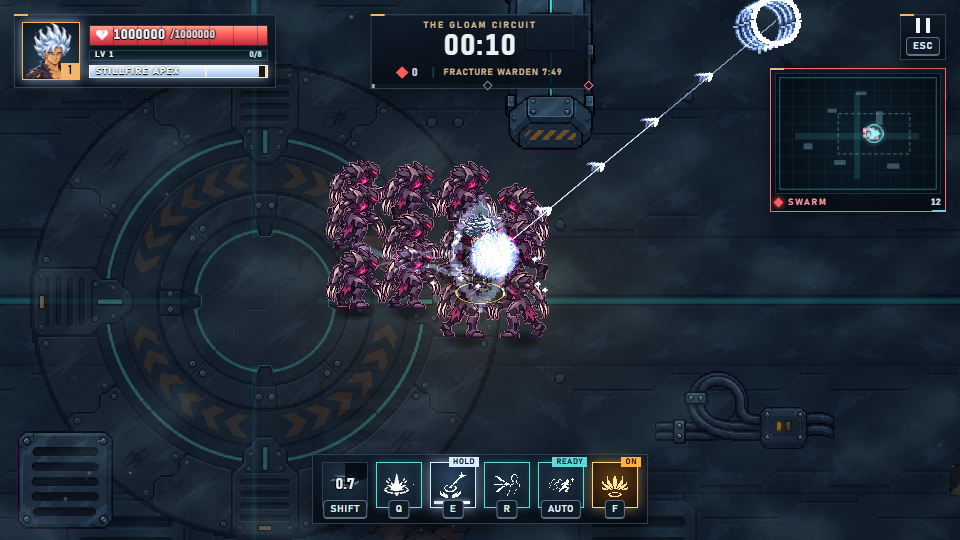 1000000 /1000000
LV 1
0/8
1
STILLFIRE APEX
THE GLOAM CIRCUIT
00:10
0
FRACTURE WARDEN 7:49
ESC
SWARM
12
HOLD
READY
ON
0.7
SHIFT
Q
E
R
AUTO
F